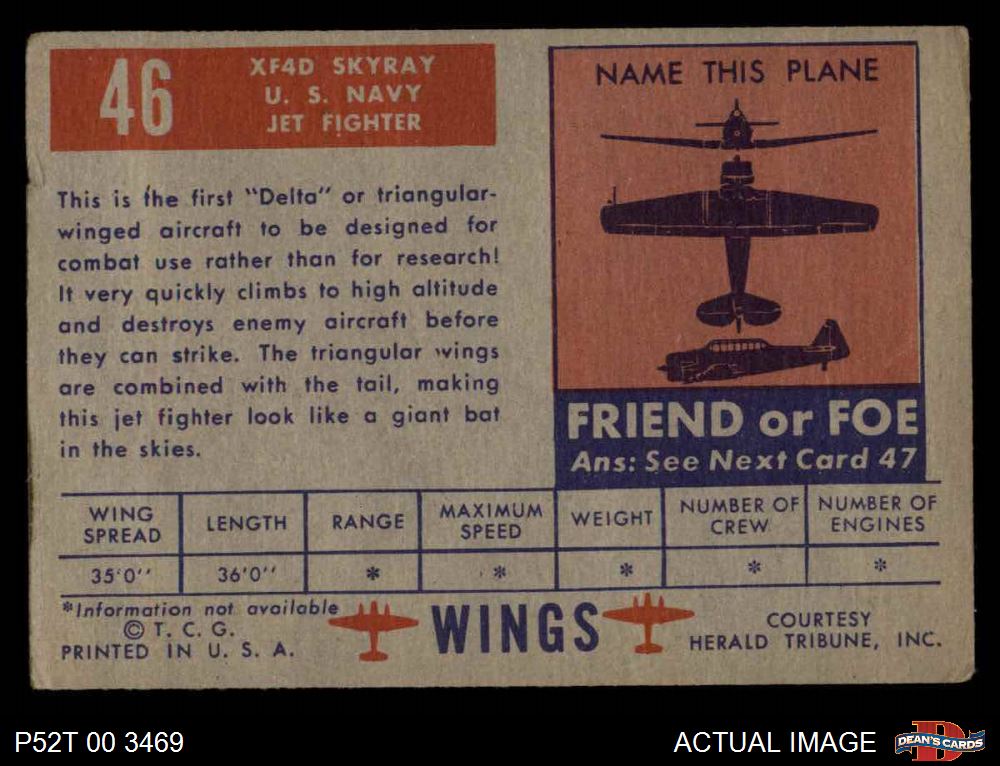 46
XF4D SKYRAY
U. S. NAVY
JET FIGHTER
This is the first "Delta" or triangular-
winged aircraft to be designed for
combat use rather than for research!
It very quickly climbs to high altitude
and destroys enemy aircraft before
they can strike. The triangular wings
are combined with the tail, making
this jet fighter look like a giant bat
in the skies.
NAME THIS PLANE
FRIEND or FOE
Ans: See Next Card 47
WING SPREAD
LENGTH
RANGE
MAXIMUM SPEED
WEIGHT
NUMBER OF CREW
NUMBER OF ENGINES
35'0''
36'0''
*
*
*
*
*
*Information not available
© T. C. G.
PRINTED IN U. S. A.
WINGS
COURTESY
HERALD TRIBUNE, INC.
P52T 00 3469
ACTUAL IMAGE
DEAN'S CARDS